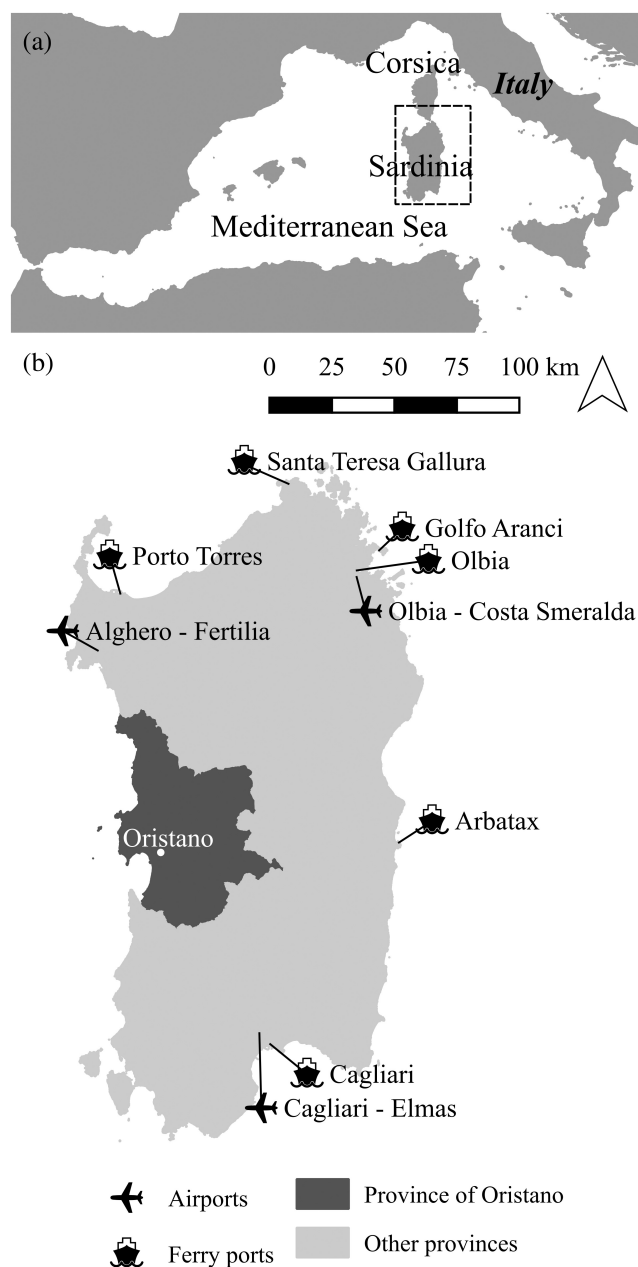 (a)
Corsica
Italy
Sardinia
Mediterranean Sea
(b)
0 25 50 75 100 km
Santa Teresa Gallura
Golfo Aranci
Porto Torres
Olbia
Olbia - Costa Smeralda
Alghero - Fertilia
Arbatax
Oristano
Cagliari
Cagliari - Elmas
Airports
Province of Oristano
Ferry ports
Other provinces